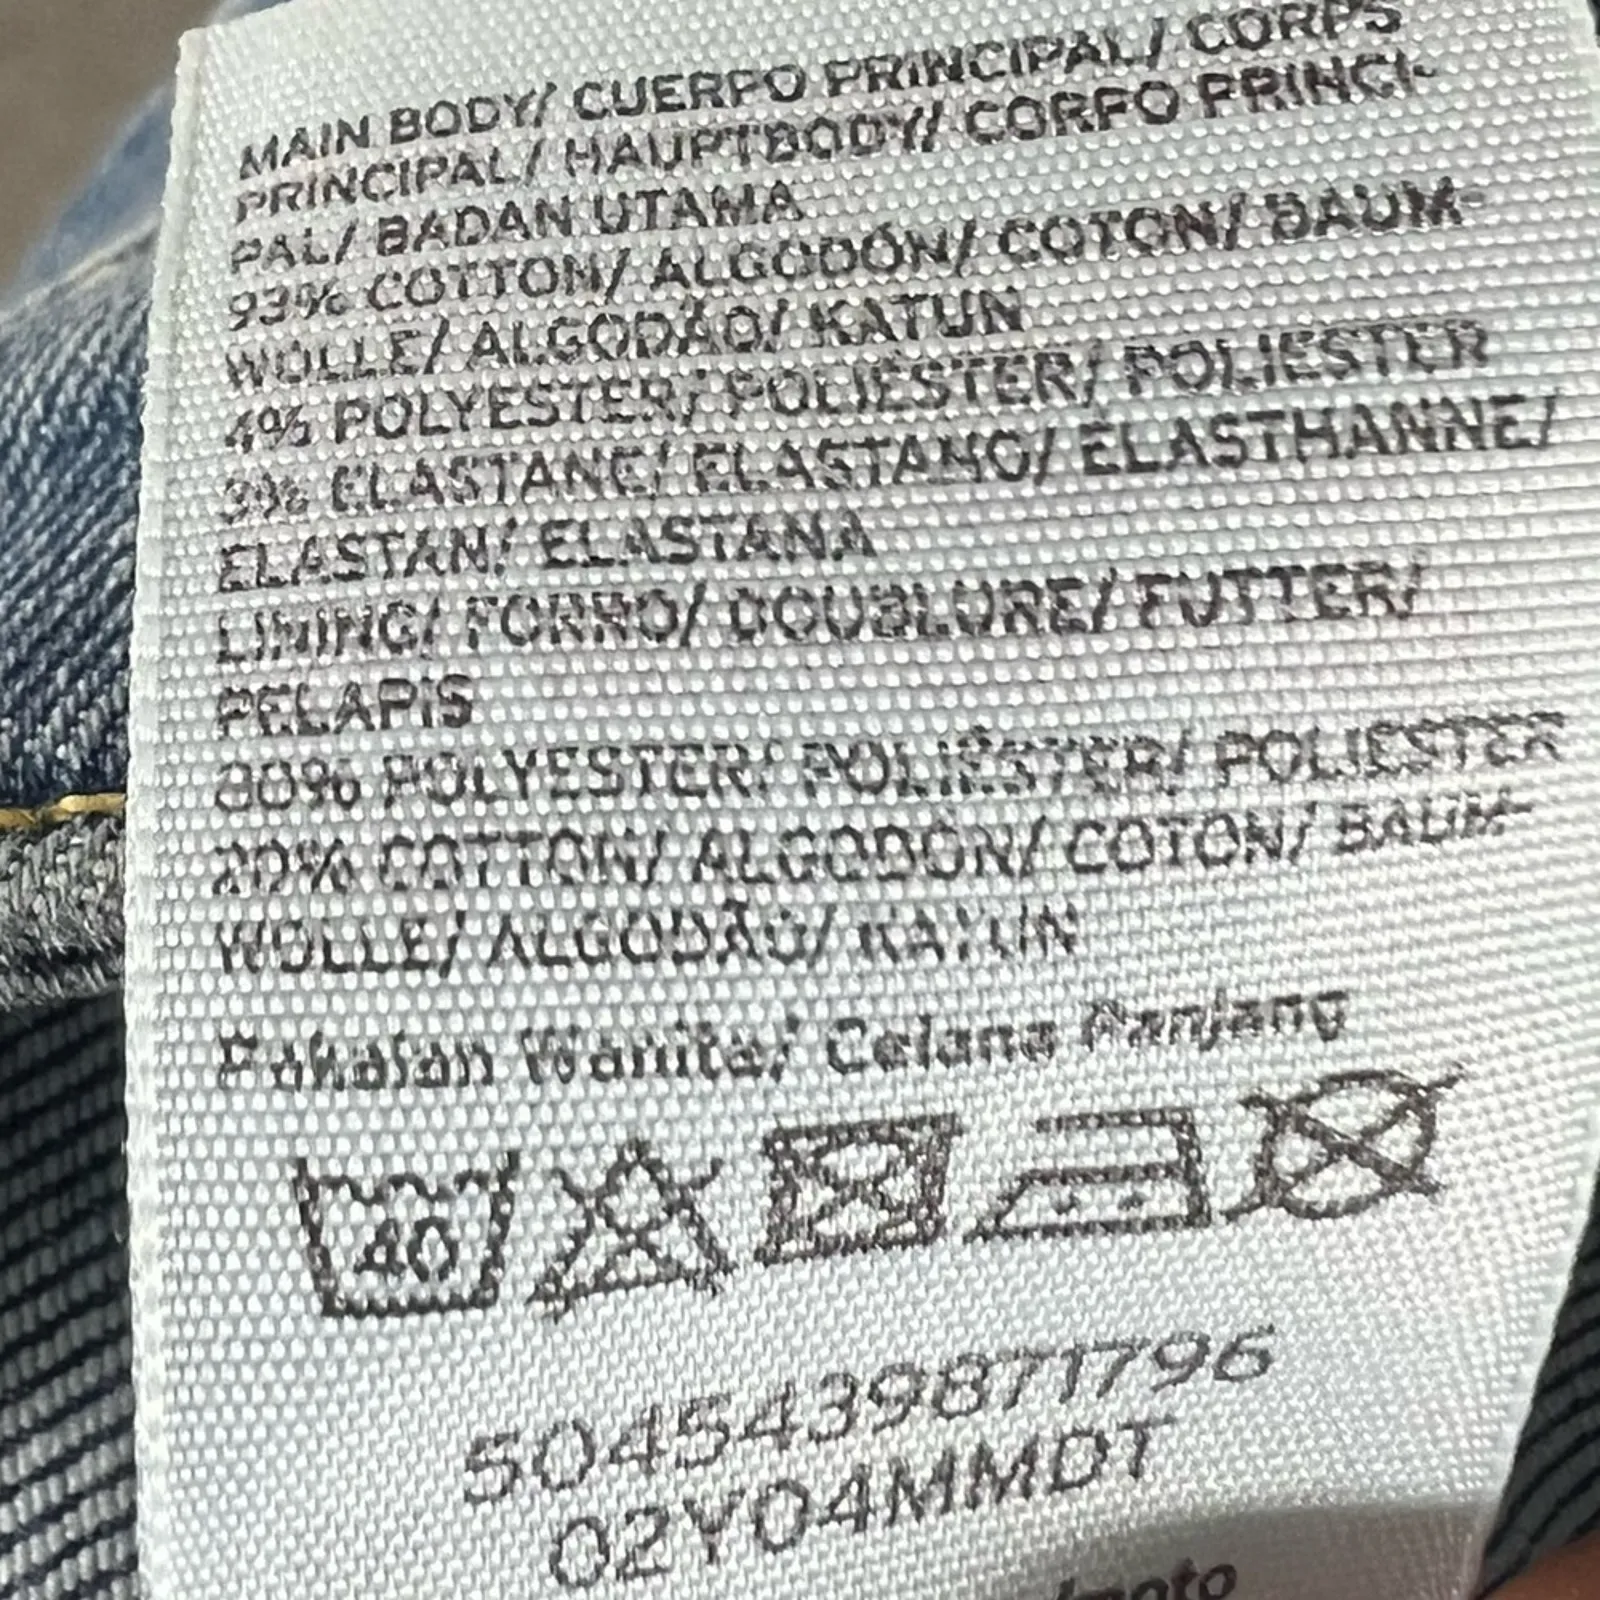 MAIN BODY/ CUERPO PRINCIPAL/ CORPS
PRINCIPAL/ HAUPTBODY/ CORPO PRINCI-
PAL/ BADAN UTAMA
93% COTTON/ ALGODÓN/ COTON/ BAUM-
WOLLE/ ALGODÃO/ KATUN
4% POLYESTER/ POLIÉSTER/ POLIESTER
3% ELASTANE/ ELASTANO/ ÉLASTHANNE/
ELASTAN/ ELASTANA
LINING/ FORRO/ DOUBLURE/ FUTTER/
PELAPIS
80% POLYESTER/ POLIÉSTER/ POLIESTER
20% COTTON/ ALGODÓN/ COTON/ BAUM-
WOLLE/ ALGODÃO/ KATUN
Pakaian Wanita/ Celana Panjang
40
5045439871796
02Y04MMDT